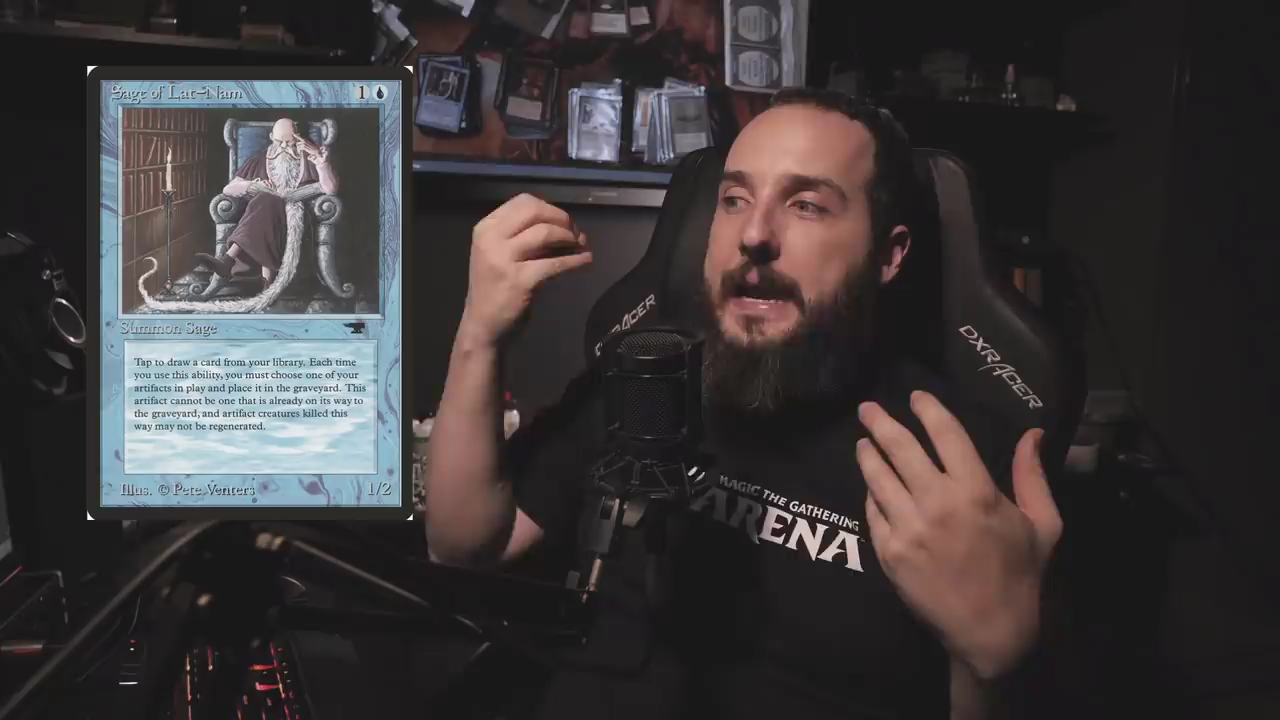 Sage of Lat-Nam 1
Summon Sage
Tap to draw a card from your library. Each time
you use this ability, you must choose one of your
artifacts in play and place it in the graveyard. This
artifact cannot be one that is already on its way to
the graveyard, and artifact creatures killed this
way may not be regenerated.
Illus. © Pete Venters 1/2
DXRACER
MAGIC THE GATHERING
ARENA